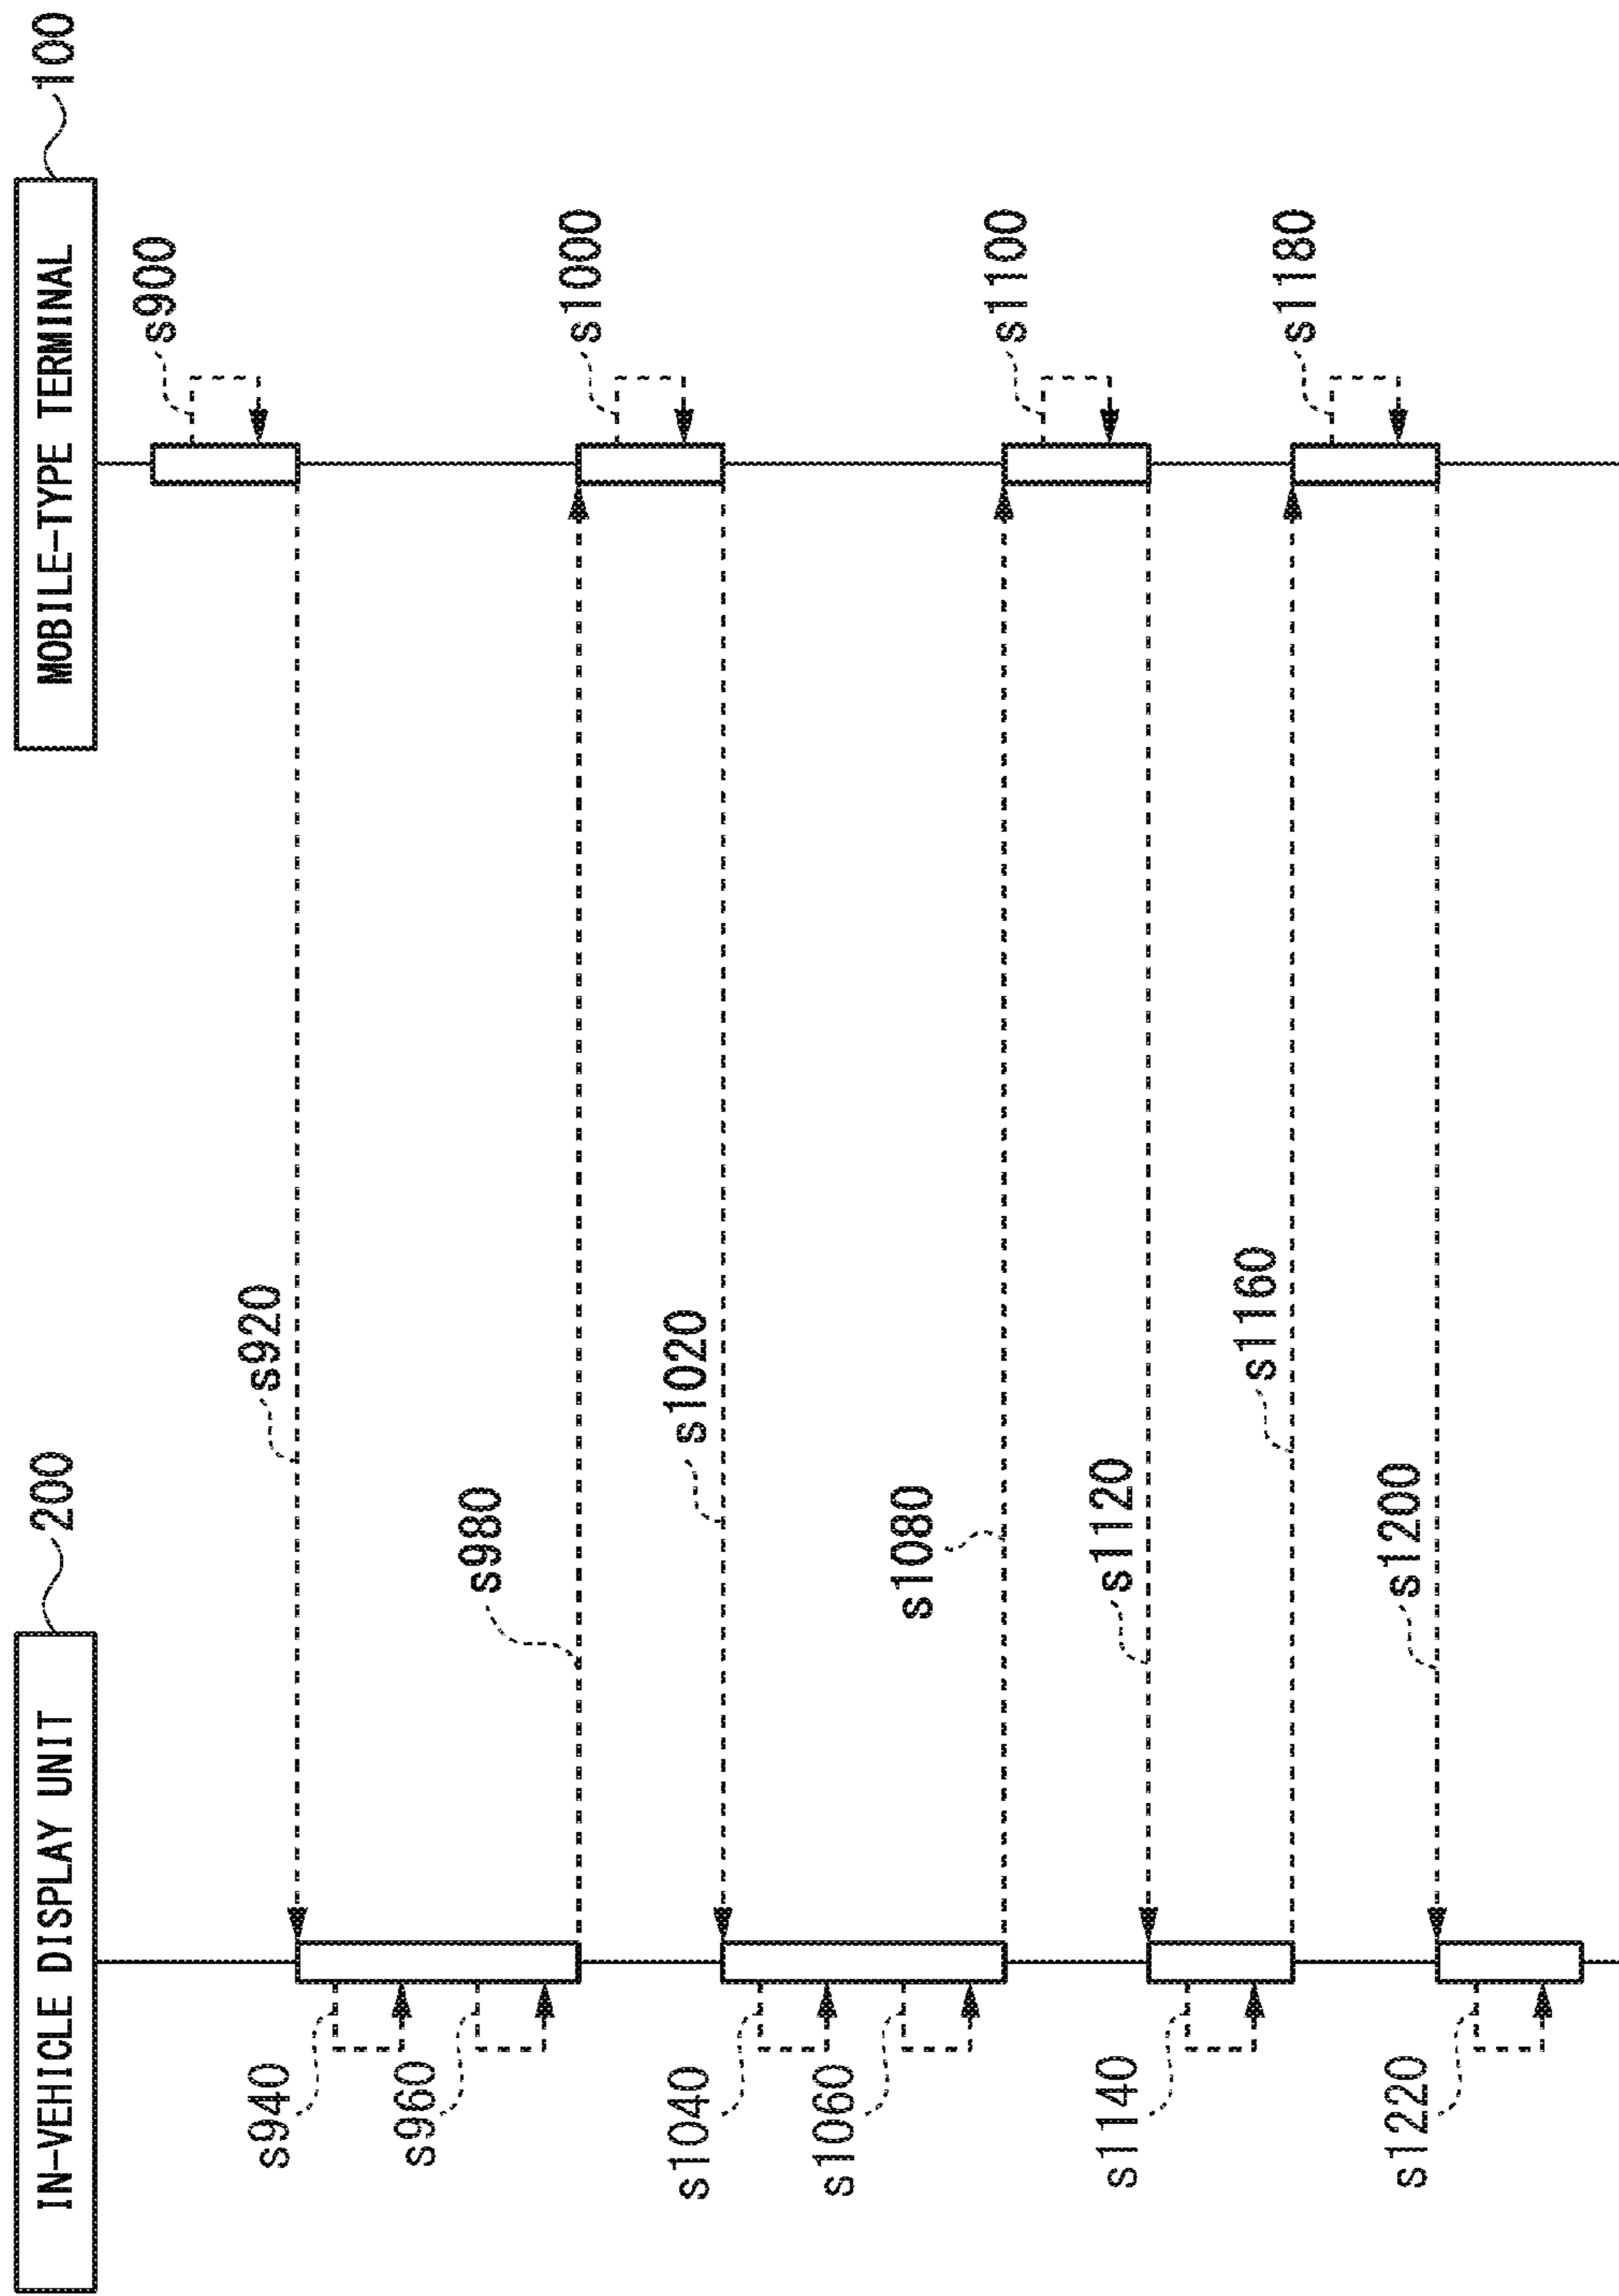 IN-VEHICLE DISPLAY UNIT
200
MOBILE-TYPE TERMINAL
100
s900
s920
s940
s960
s980
s1000
s1020
s1040
s1060
s1080
s1100
s1120
s1140
s1160
s1180
s1200
s1220